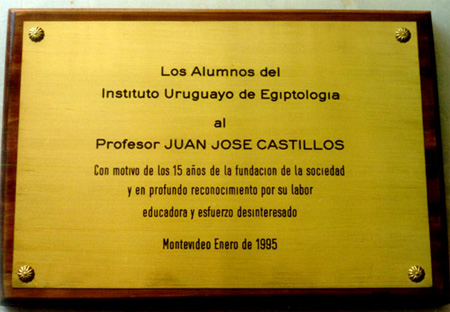 Los Alumnos del
Instituto Uruguayo de Egiptologia
al
Profesor JUAN JOSE CASTILLOS
Con motivo de los 15 años de la fundacion de la sociedad
y en profundo reconocimiento por su labor
educadora y esfuerzo desinteresado
Montevideo Enero de 1995